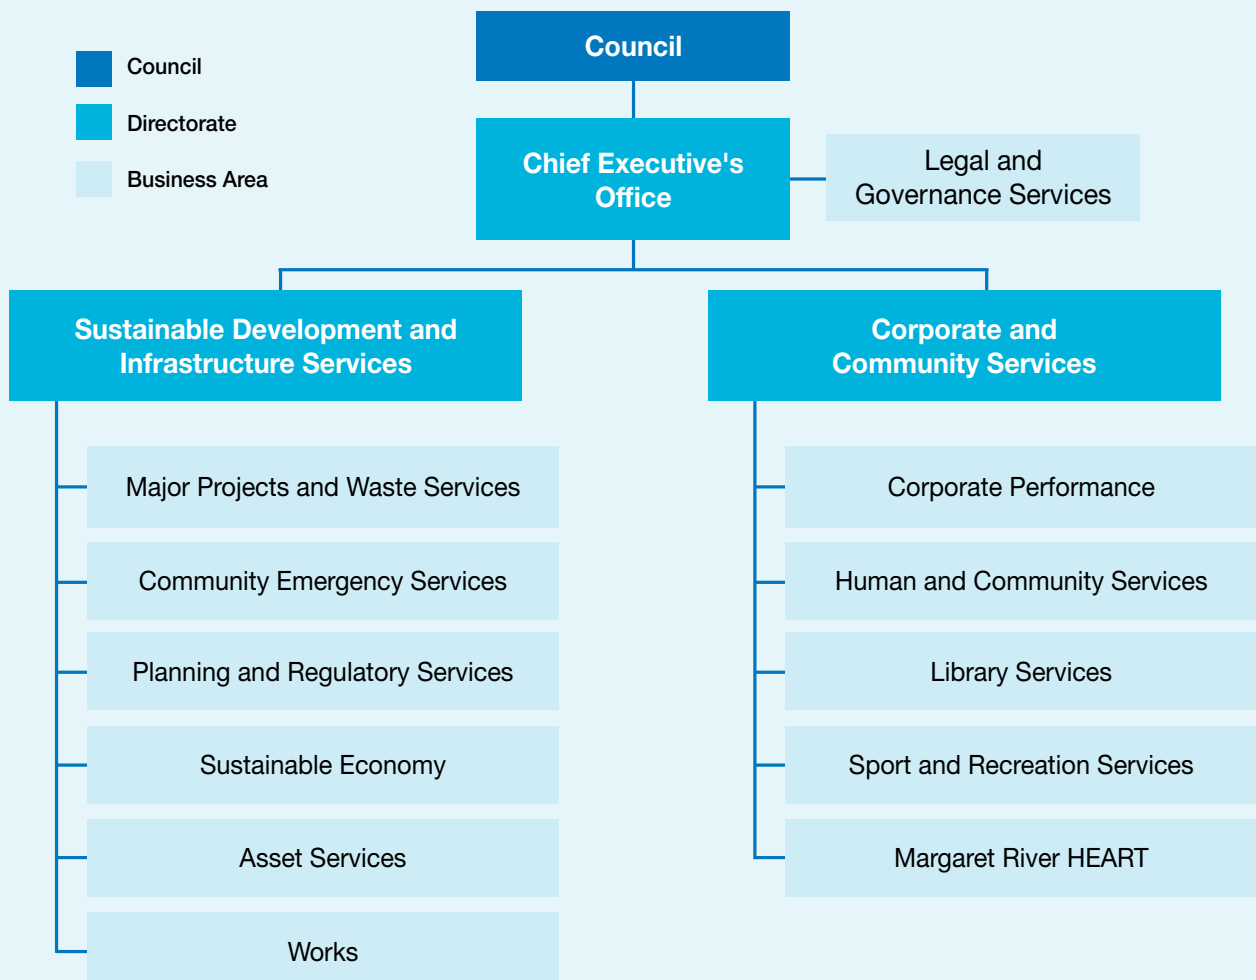 Council
Directorate
Business Area
Council
Chief Executive's
Office
Legal and
Governance Services
Sustainable Development and
Infrastructure Services
Major Projects and Waste Services
Community Emergency Services
Planning and Regulatory Services
Sustainable Economy
Asset Services
Works
Corporate and
Community Services
Corporate Performance
Human and Community Services
Library Services
Sport and Recreation Services
Margaret River HEART